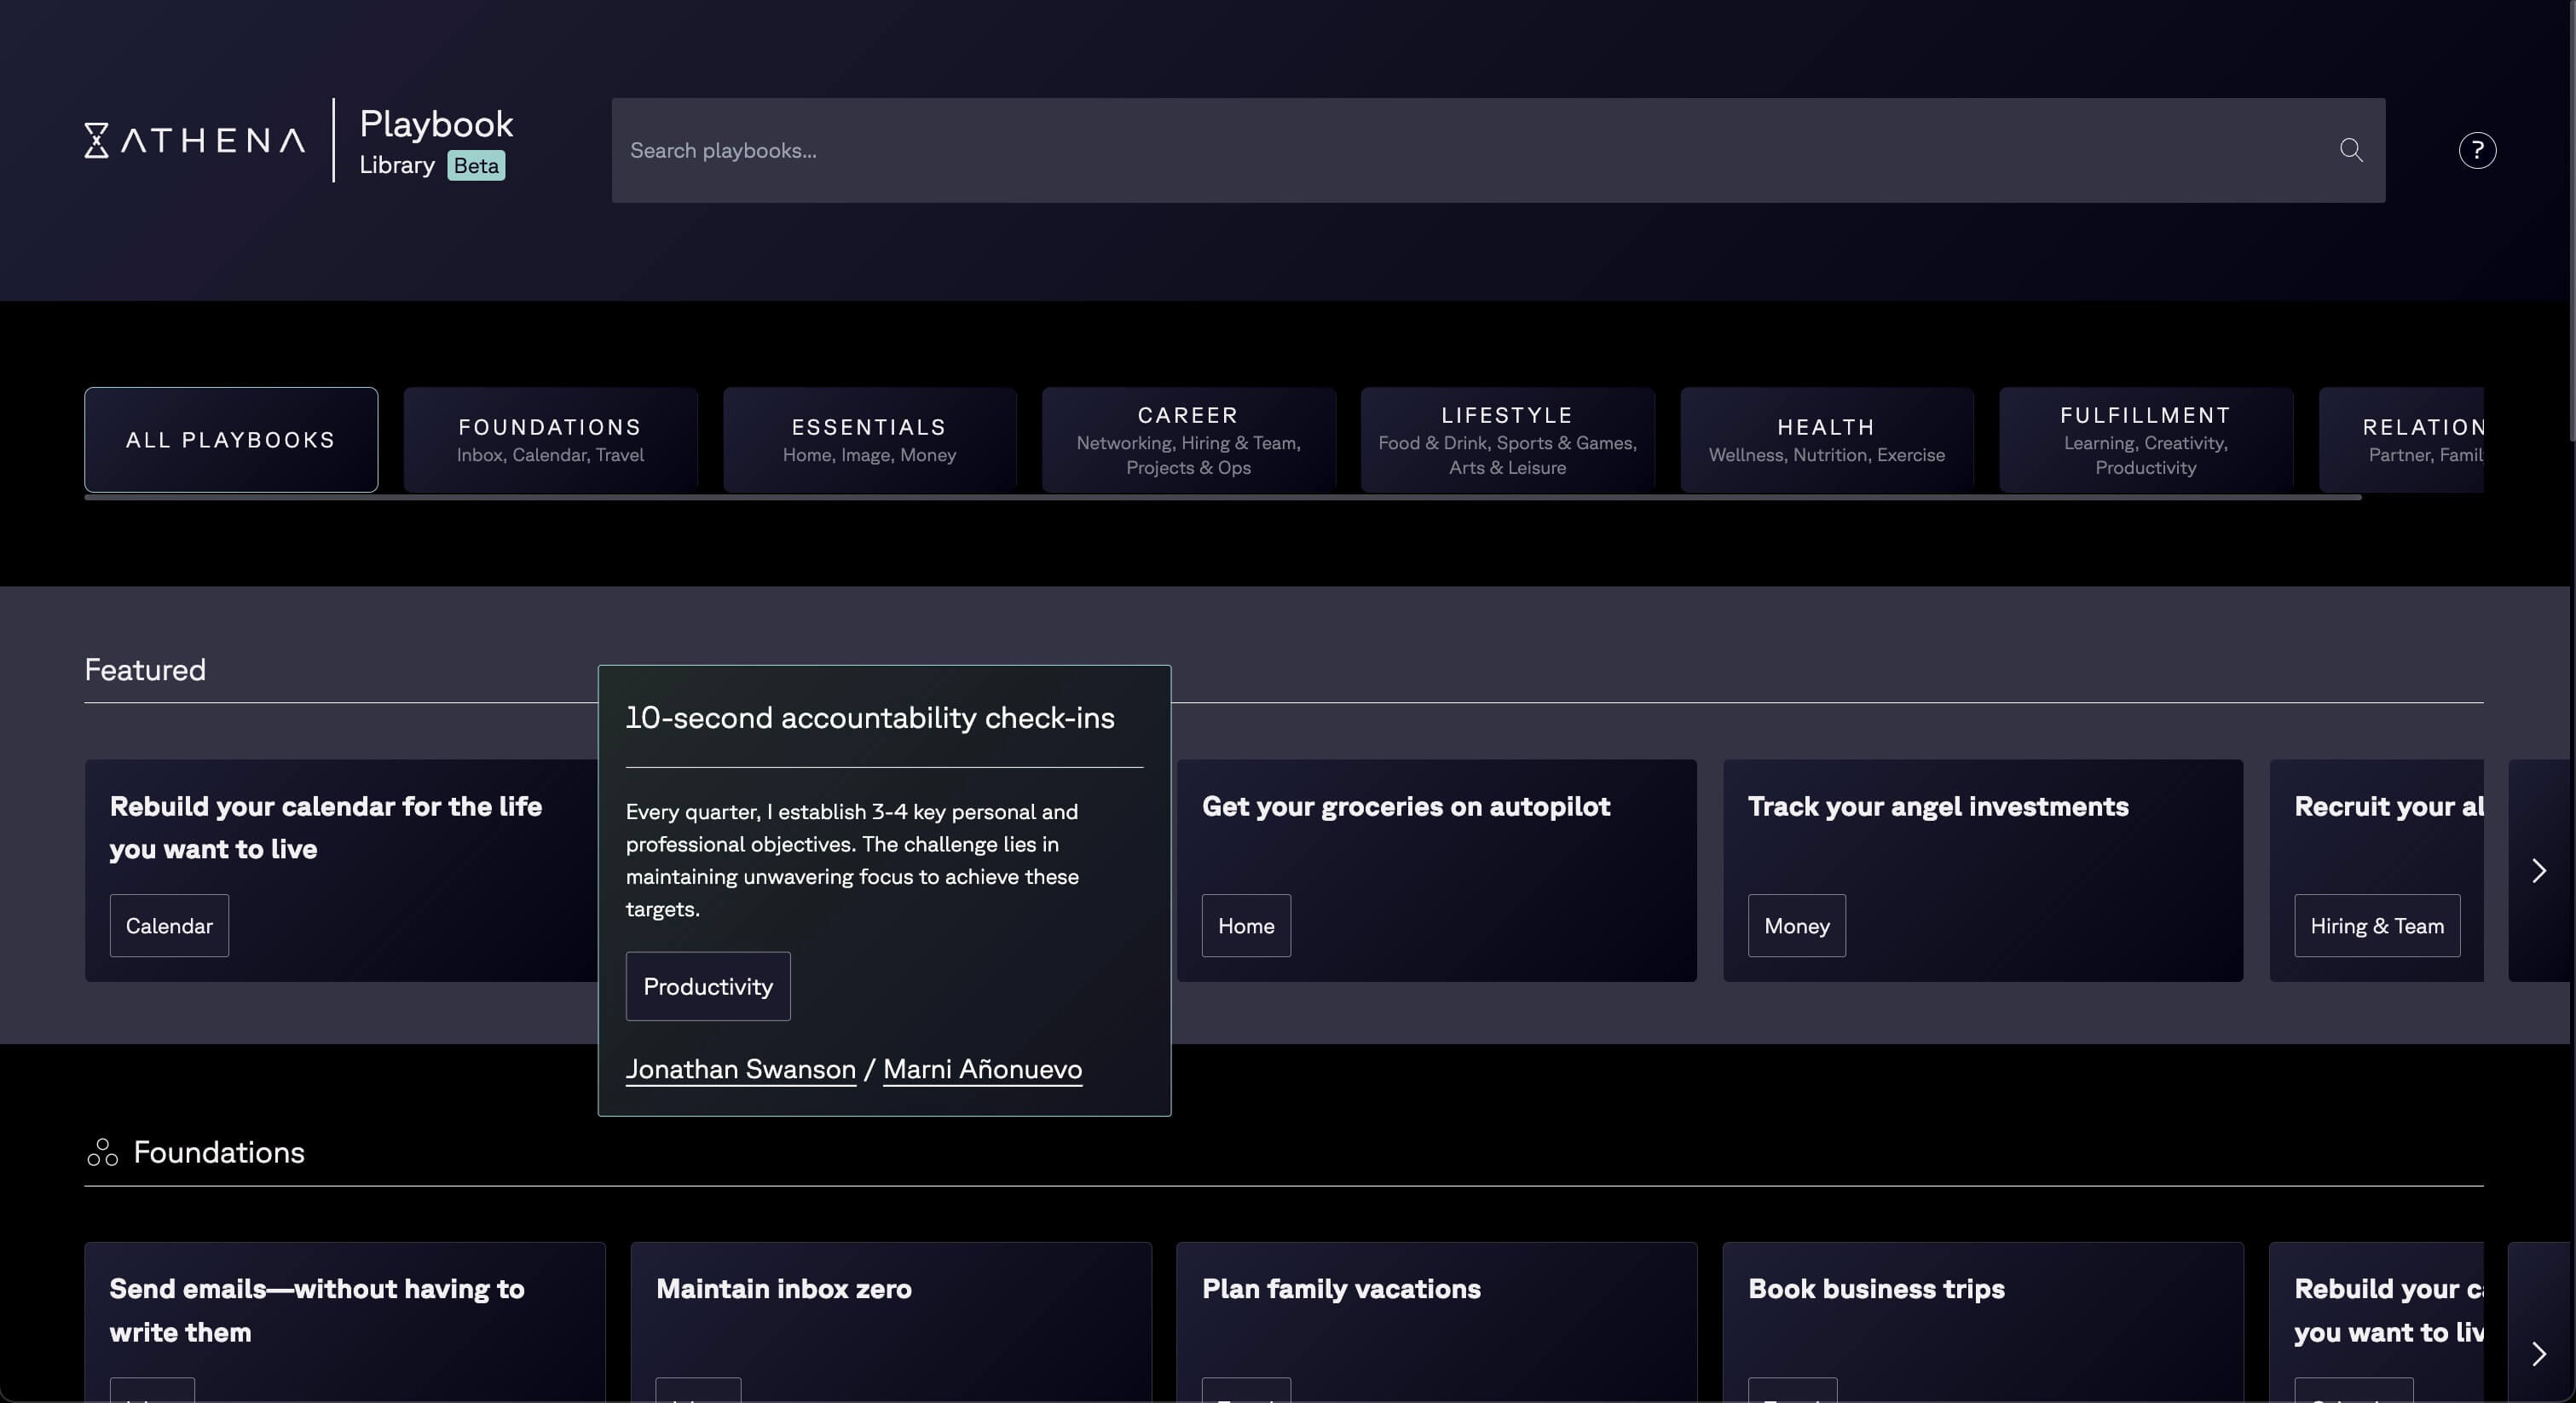 ATHENA
Playbook
Library Beta
Search playbooks...
?
ALL PLAYBOOKS
FOUNDATIONS
Inbox, Calendar, Travel
ESSENTIALS
Home, Image, Money
CAREER
Networking, Hiring & Team,
Projects & Ops
LIFESTYLE
Food & Drink, Sports & Games,
Arts & Leisure
HEALTH
Wellness, Nutrition, Exercise
FULFILLMENT
Learning, Creativity,
Productivity
RELATION
Partner, Famil
Featured
Rebuild your calendar for the life
you want to live
Calendar
10-second accountability check-ins
Every quarter, I establish 3-4 key personal and
professional objectives. The challenge lies in
maintaining unwavering focus to achieve these
targets.
Productivity
Jonathan Swanson / Marni Añonuevo
Get your groceries on autopilot
Home
Track your angel investments
Money
Recruit your al
Hiring & Team
Foundations
Send emails—without having to
write them
Maintain inbox zero
Plan family vacations
Book business trips
Rebuild your ca
you want to liv